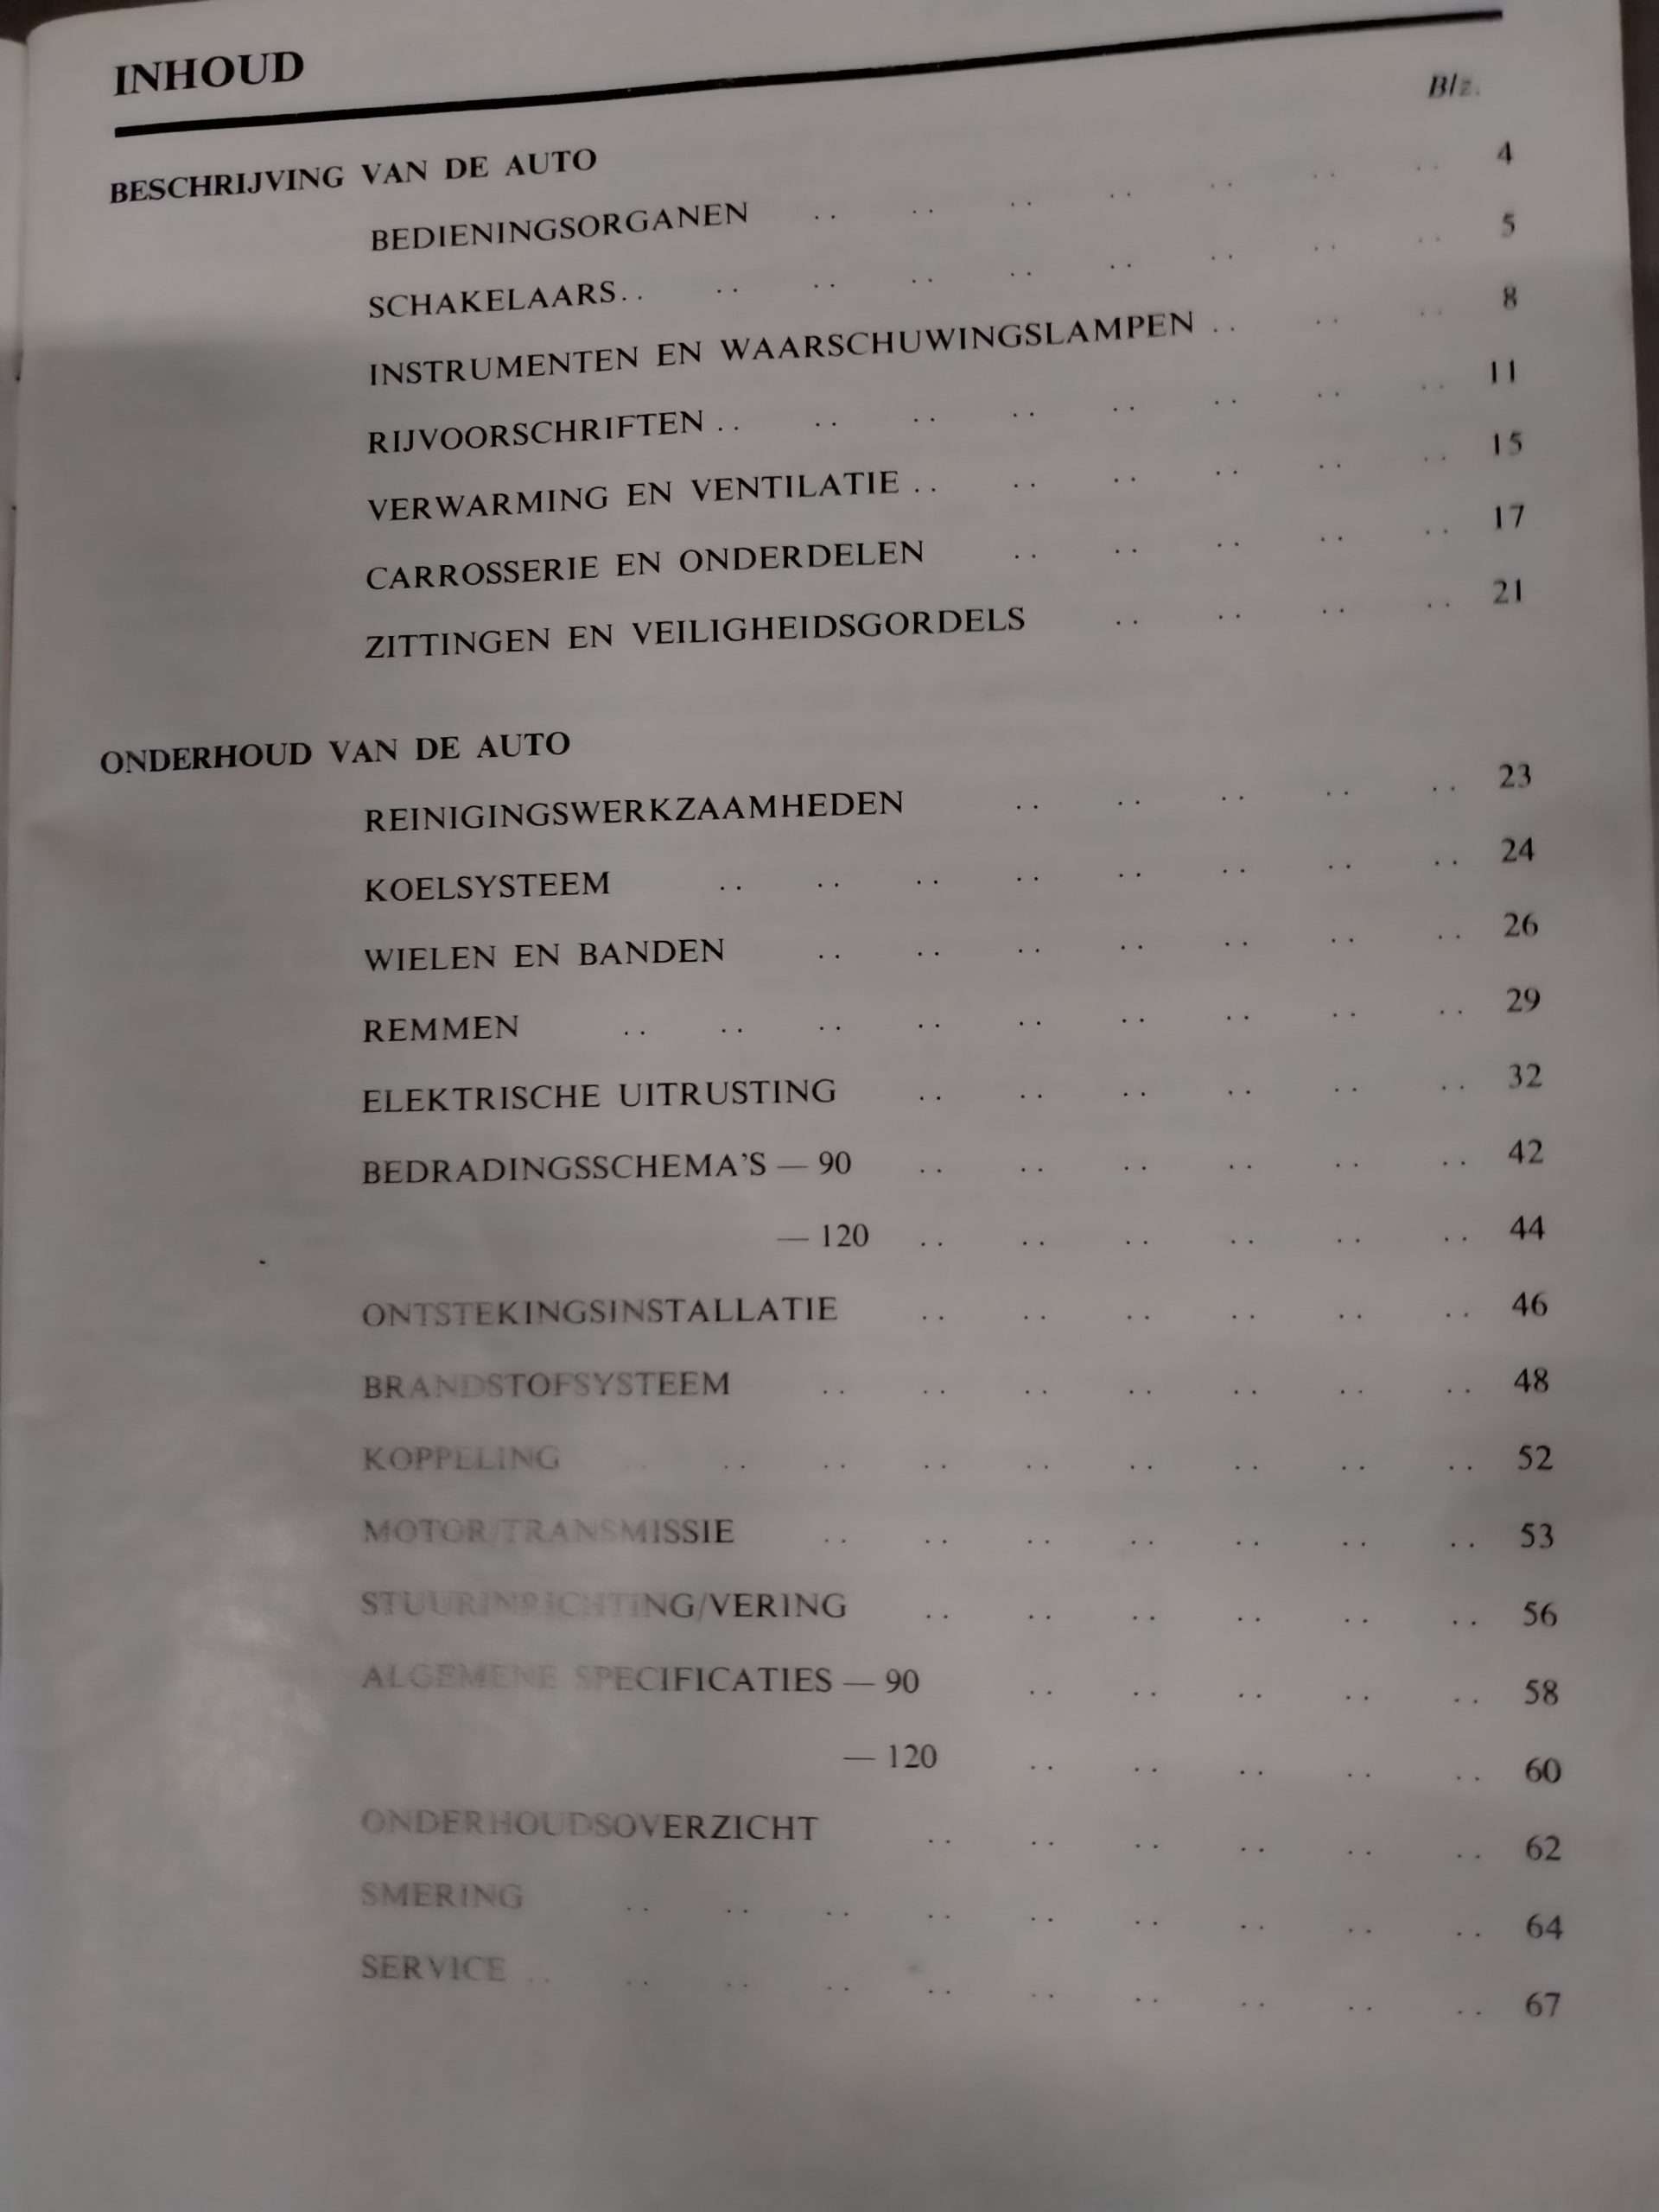 INHOUD
Blz.
BESCHRIJVING VAN DE AUTO
BEDIENINGSORGANEN .. .. .. .. .. .. .. 4
SCHAKELAARS.. .. .. .. .. .. .. .. .. 5
INSTRUMENTEN EN WAARSCHUWINGSLAMPEN .. .. .. 8
RIJVOORSCHRIFTEN .. .. .. .. .. .. .. .. 11
VERWARMING EN VENTILATIE .. .. .. .. .. .. 15
CARROSSERIE EN ONDERDELEN .. .. .. .. .. 17
ZITTINGEN EN VEILIGHEIDSGORDELS .. .. .. .. 21
ONDERHOUD VAN DE AUTO
REINIGINGSWERKZAAMHEDEN .. .. .. .. .. 23
KOELSYSTEEM .. .. .. .. .. .. .. .. 24
WIELEN EN BANDEN .. .. .. .. .. .. .. 26
REMMEN .. .. .. .. .. .. .. .. .. 29
ELEKTRISCHE UITRUSTING .. .. .. .. .. .. 32
BEDRADINGSSCHEMA'S — 90 .. .. .. .. .. .. 42
— 120 .. .. .. .. .. .. 44
ONTSTEKINGSINSTALLATIE .. .. .. .. .. .. 46
BRANDSTOFSYSTEEM .. .. .. .. .. .. .. 48
KOPPELING .. .. .. .. .. .. .. .. .. 52
MOTOR/TRANSMISSIE .. .. .. .. .. .. .. 53
STUURINRICHTING/VERING .. .. .. .. .. .. 56
ALGEMENE SPECIFICATIES — 90 .. .. .. .. .. 58
— 120 .. .. .. .. .. 60
ONDERHOUDSOVERZICHT .. .. .. .. .. .. 62
SMERING .. .. .. .. .. .. .. .. .. 64
SERVICE .. .. .. .. .. .. .. .. .. .. 67